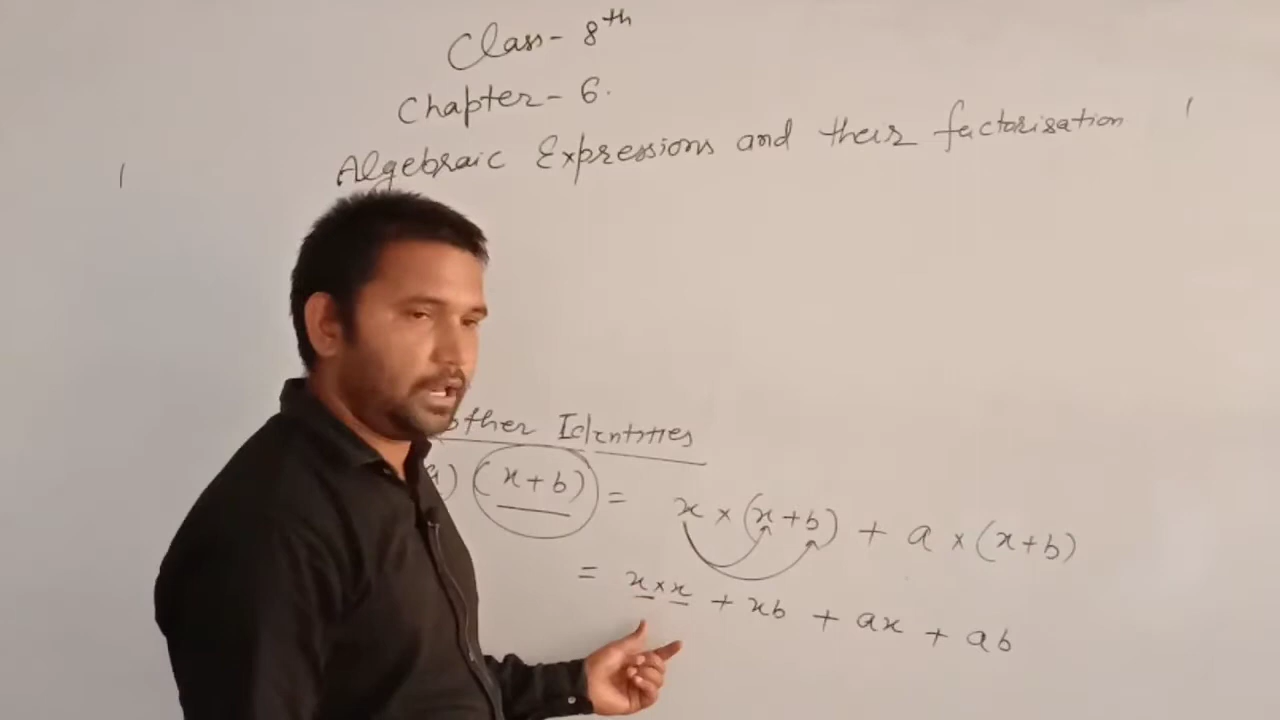 Class- 8th
Chapter- 6.
Algebraic Expressions and their factorisation
other Identities
a) (x+b) = x × (x+b) + a × (x+b)
= x×x + xb + ax + ab